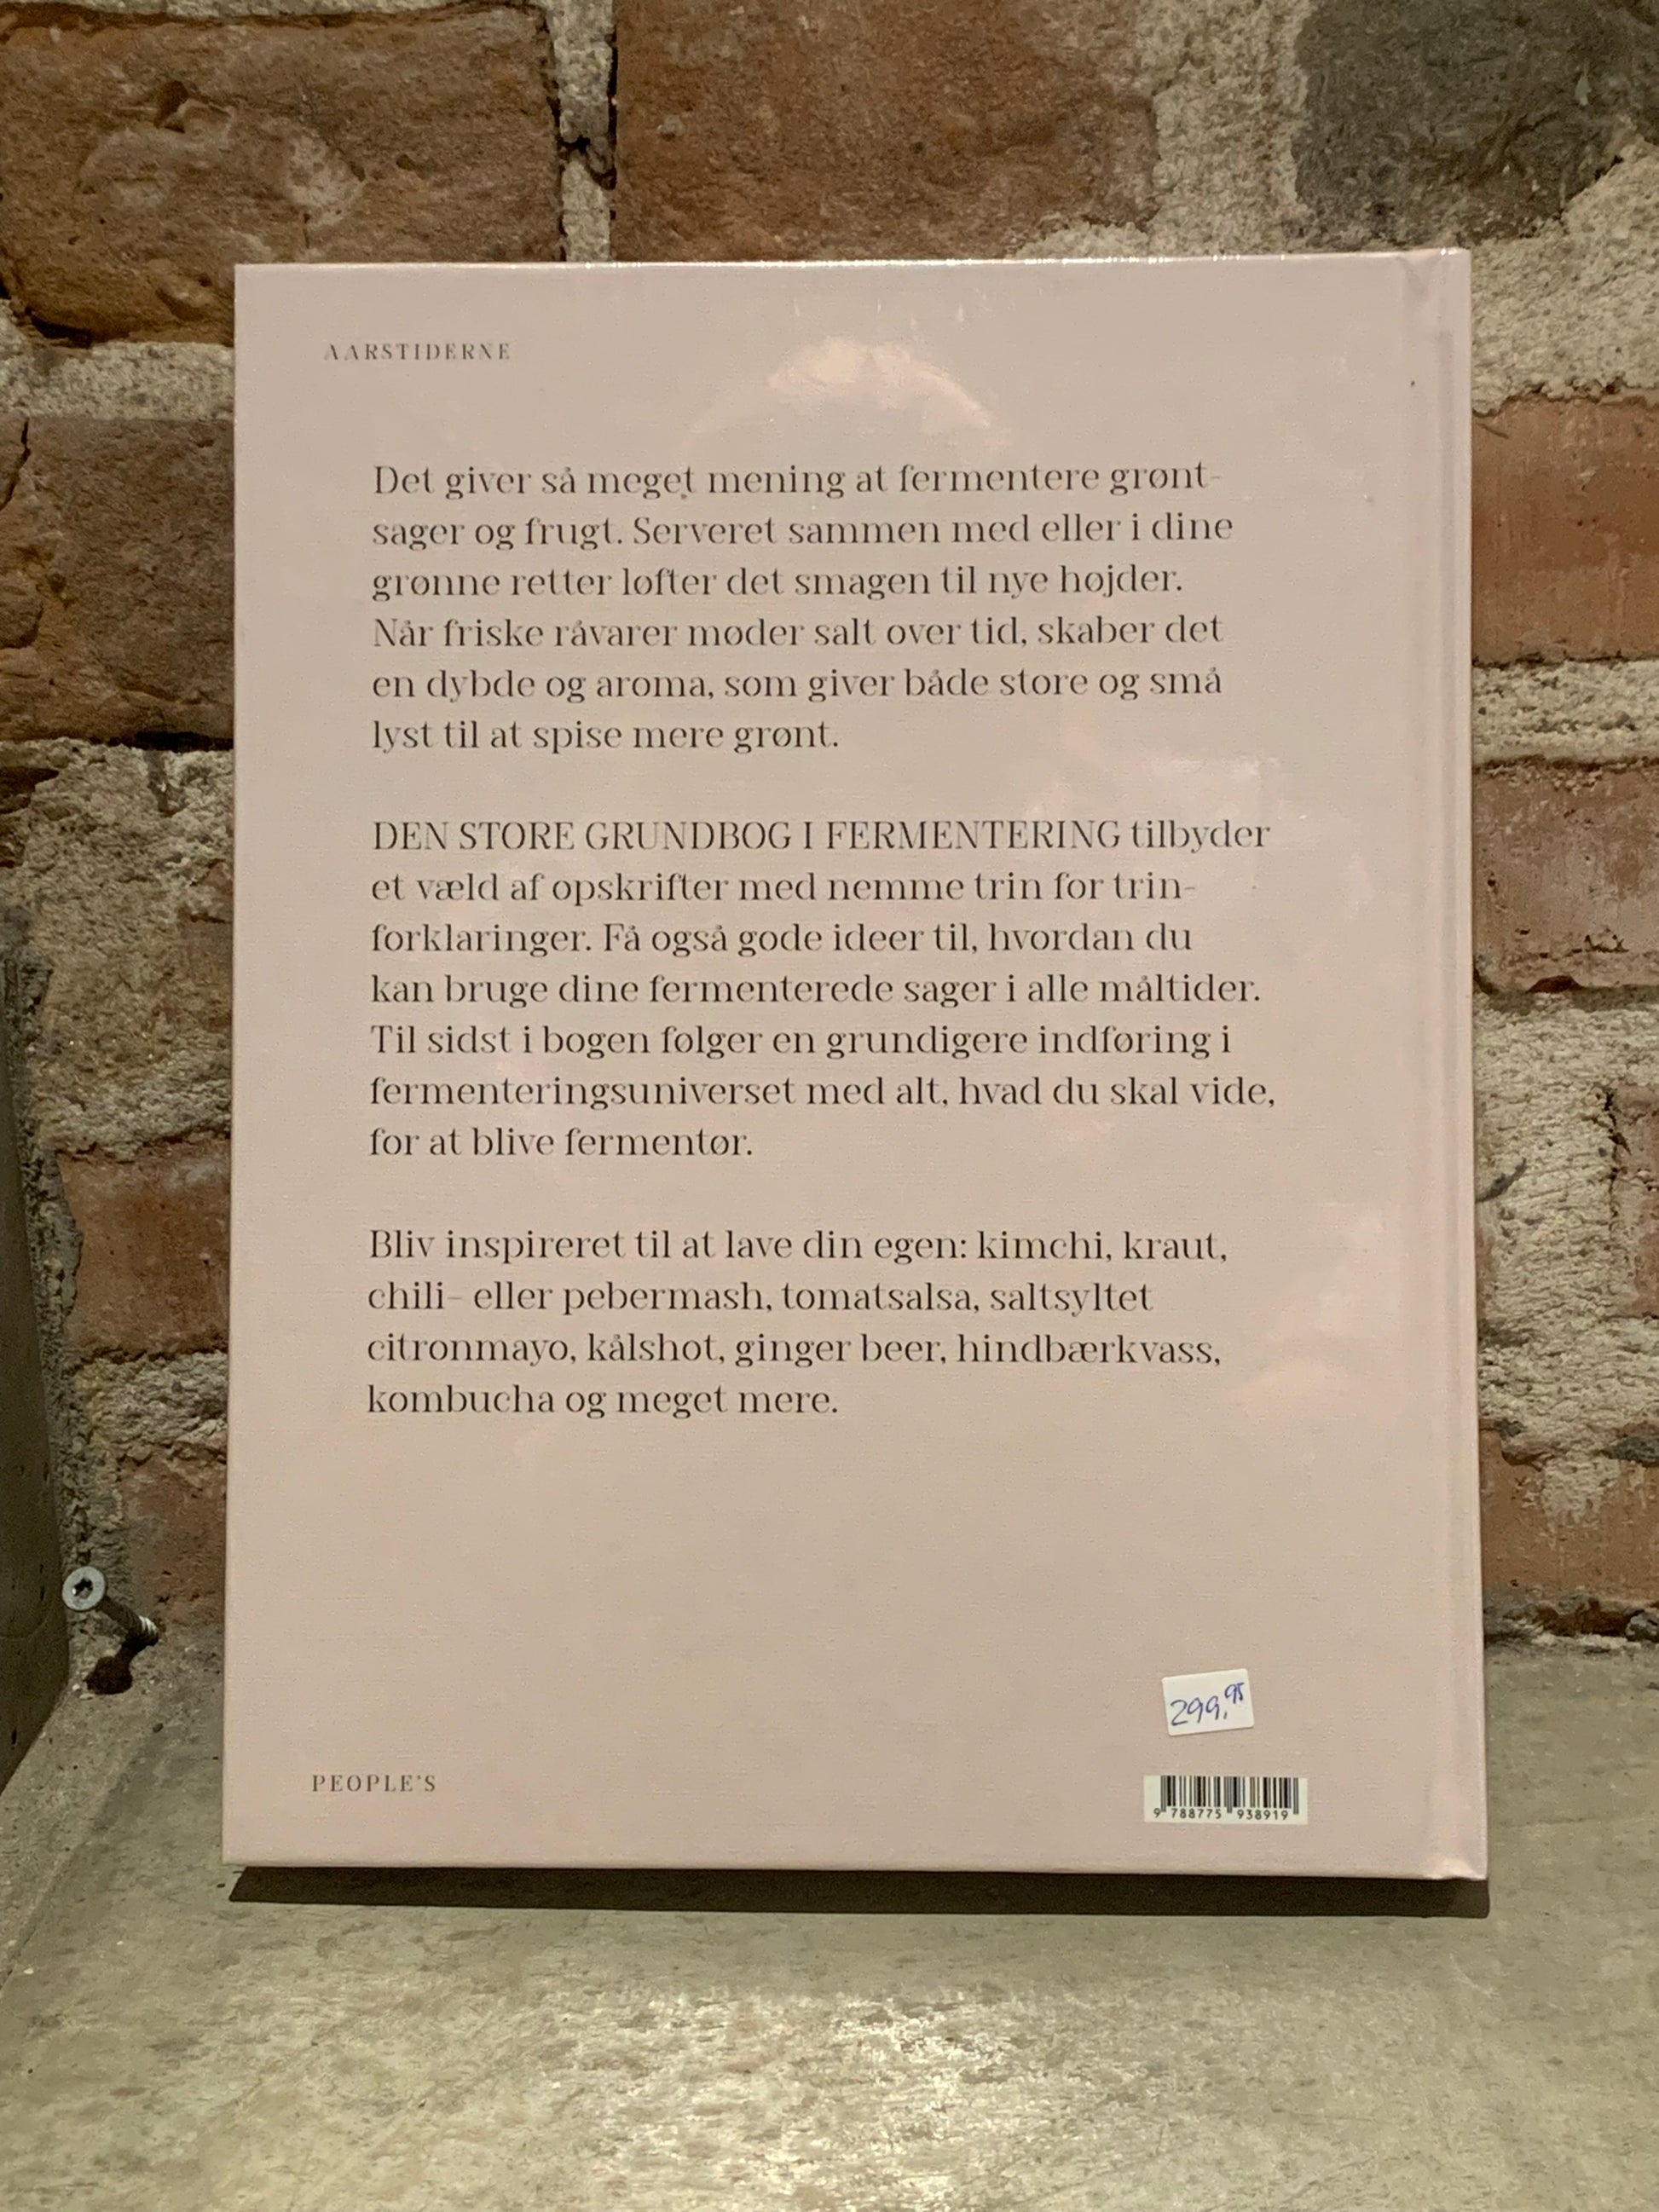 AARSTIDERNE
Det giver så meget mening at fermentere grønt-
sager og frugt. Serveret sammen med eller i dine
grønne retter løfter det smagen til nye højder.
Når friske råvarer møder salt over tid, skaber det
en dybde og aroma, som giver både store og små
lyst til at spise mere grønt.
DEN STORE GRUNDBOG I FERMENTERING tilbyder
et væld af opskrifter med nemme trin for trin-
forklaringer. Få også gode ideer til, hvordan du
kan bruge dine fermenterede sager i alle måltider.
Til sidst i bogen følger en grundigere indføring i
fermenteringsuniverset med alt, hvad du skal vide,
for at blive fermentør.
Bliv inspireret til at lave din egen: kimchi, kraut,
chili- eller pebermash, tomatsalsa, saltsyltet
citronmayo, kålshot, ginger beer, hindbærkvass,
kombucha og meget mere.
299,95
PEOPLE'S
9 788775 938919